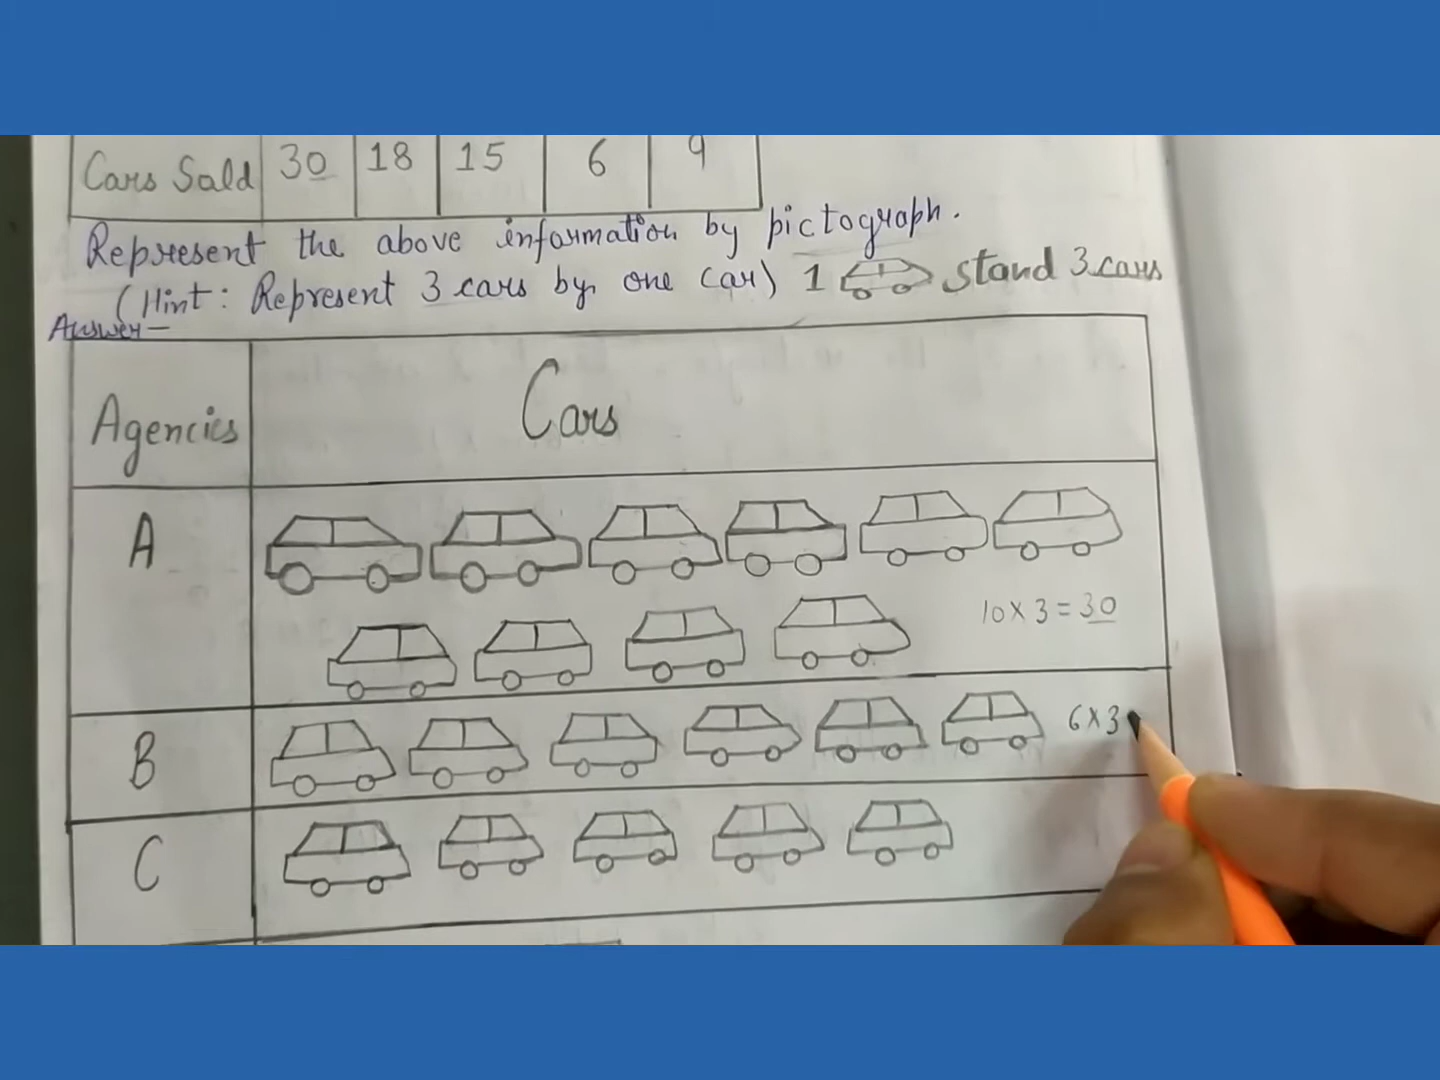 Cars Sald 30 18 15 6 9
Represent the above information by pictograph.
(Hint: Represent 3 cars by one car) 1 stand 3 cars
Answer-
Agencies Cars
A
10 x 3 = 30
B 6 x 3
C